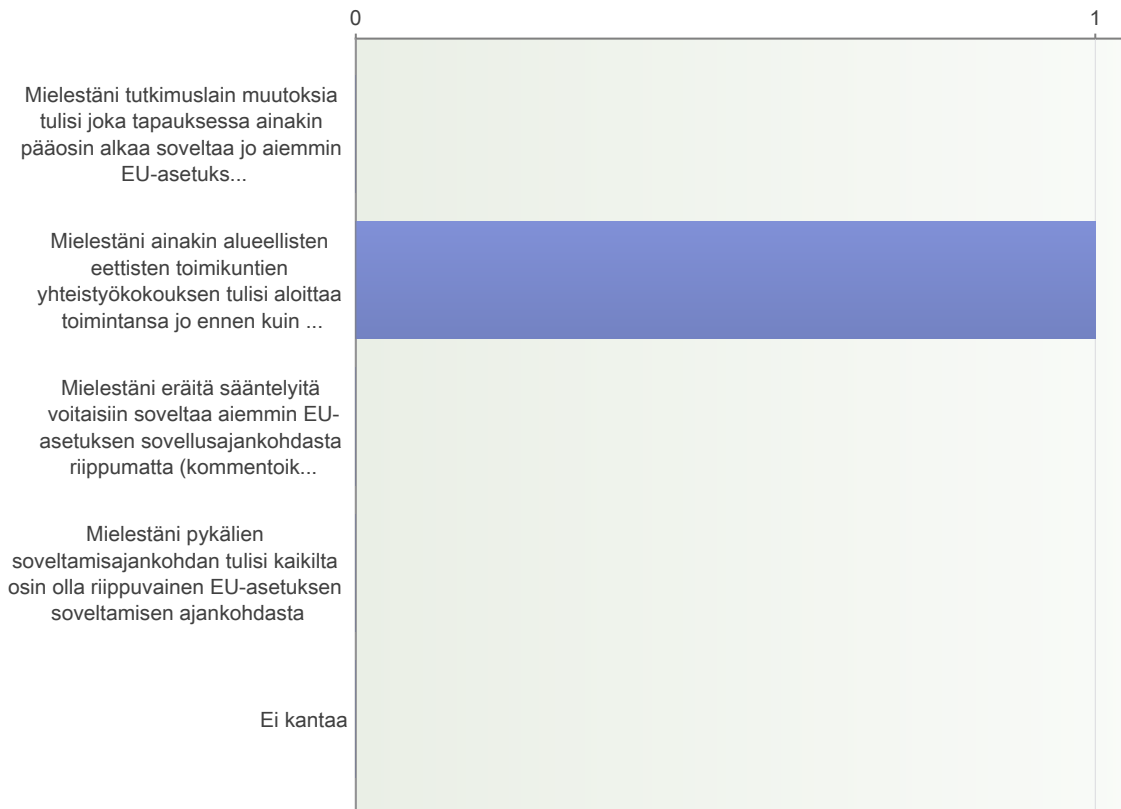 0 1
Mielestäni tutkimuslain muutoksia
tulisi joka tapauksessa ainakin
pääosin alkaa soveltaa jo aiemmin
EU-asetuks...
Mielestäni ainakin alueellisten
eettisten toimikuntien
yhteistyökokouksen tulisi aloittaa
toimintansa jo ennen kuin ...
Mielestäni eräitä sääntelyitä
voitaisiin soveltaa aiemmin EU-
asetuksen sovellusajankohdasta
riippumatta (kommentoik...
Mielestäni pykälien
soveltamisajankohdan tulisi kaikilta
osin olla riippuvainen EU-asetuksen
soveltamisen ajankohdasta
Ei kantaa